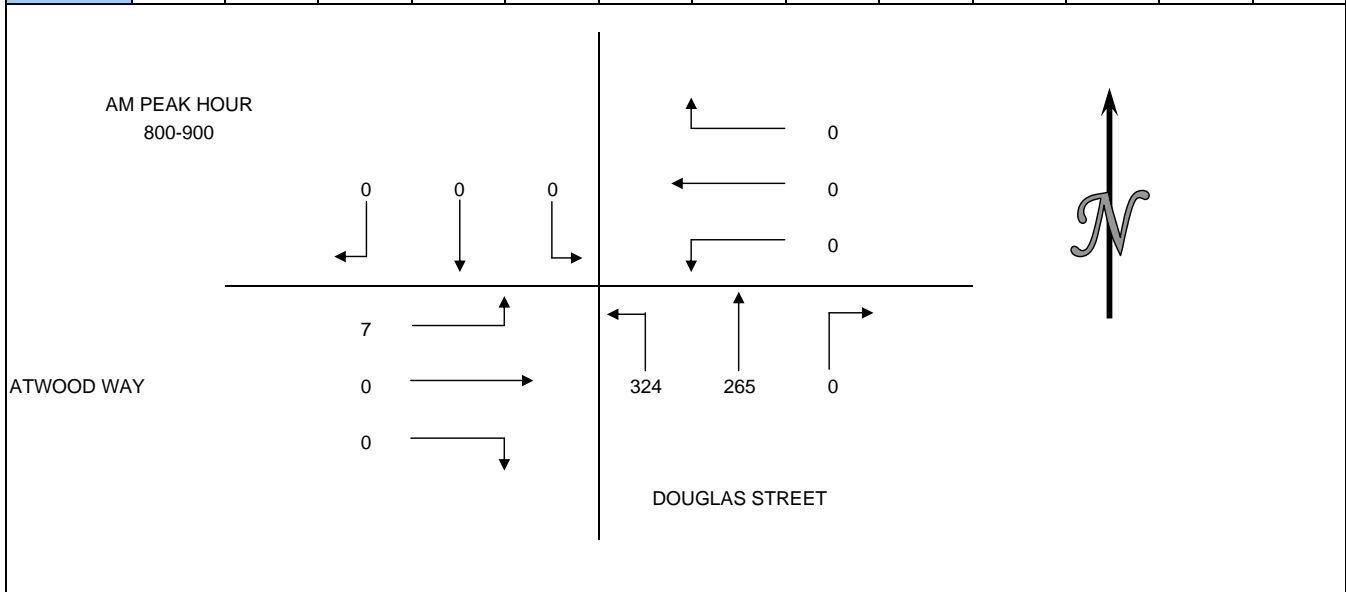 AM PEAK HOUR
800-900
0
0 0 0 0
0
N
7
ATWOOD WAY 0 324 265 0
0
DOUGLAS STREET